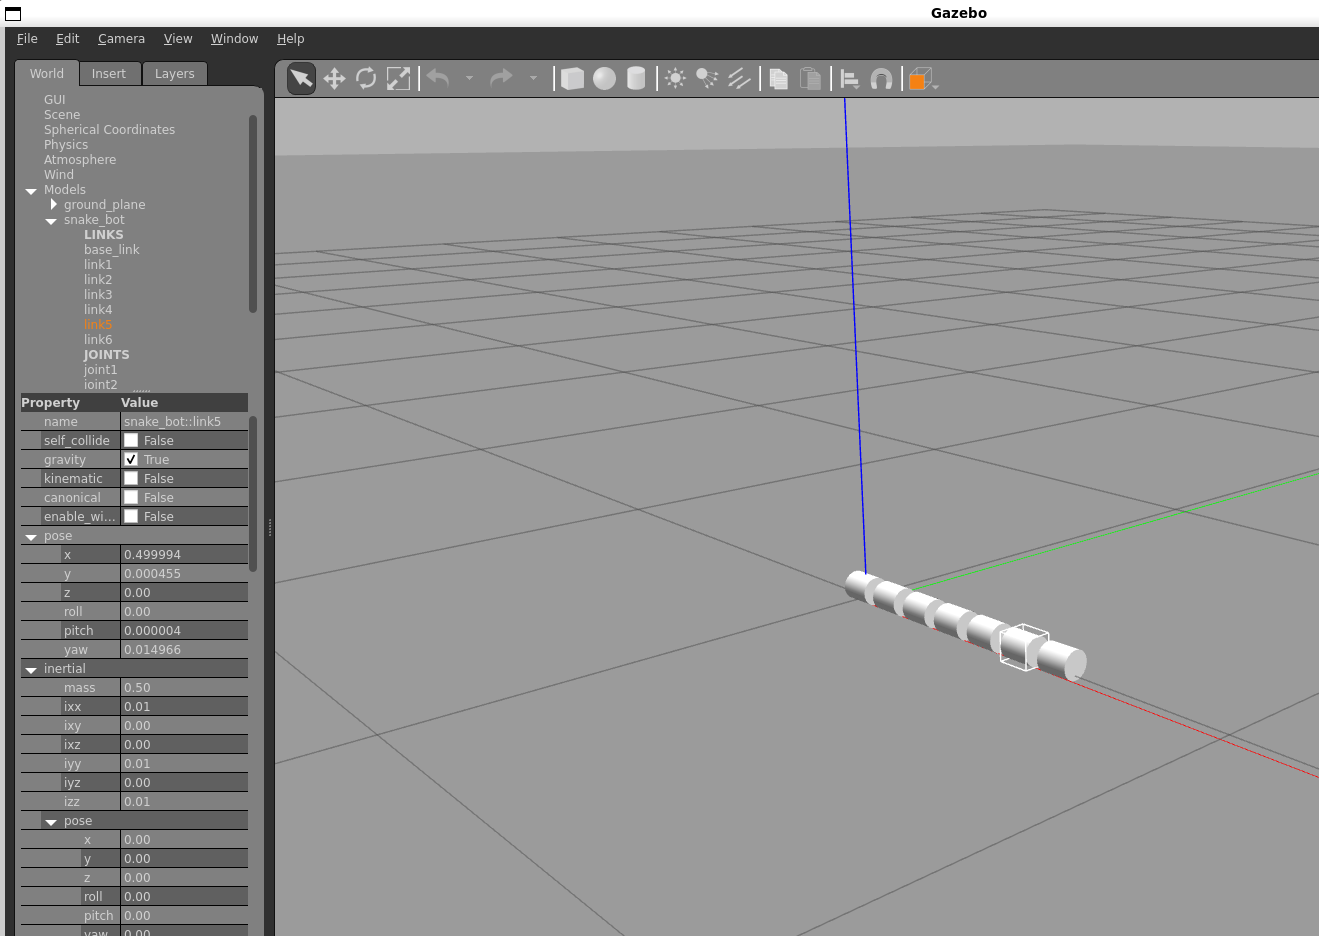 Gazebo
File Edit Camera View Window Help
World Insert Layers
GUI
Scene
Spherical Coordinates
Physics
Atmosphere
Wind
Models
ground_plane
snake_bot
LINKS
base_link
link1
link2
link3
link4
link5
link6
JOINTS
joint1
joint2
Property Value
name snake_bot::link5
self_collide False
gravity True
kinematic False
canonical False
enable_wi... False
pose
x 0.499994
y 0.000455
z 0.00
roll 0.00
pitch 0.000004
yaw 0.014966
inertial
mass 0.50
ixx 0.01
ixy 0.00
ixz 0.00
iyy 0.01
iyz 0.00
izz 0.01
pose
x 0.00
y 0.00
z 0.00
roll 0.00
pitch 0.00
yaw 0.00